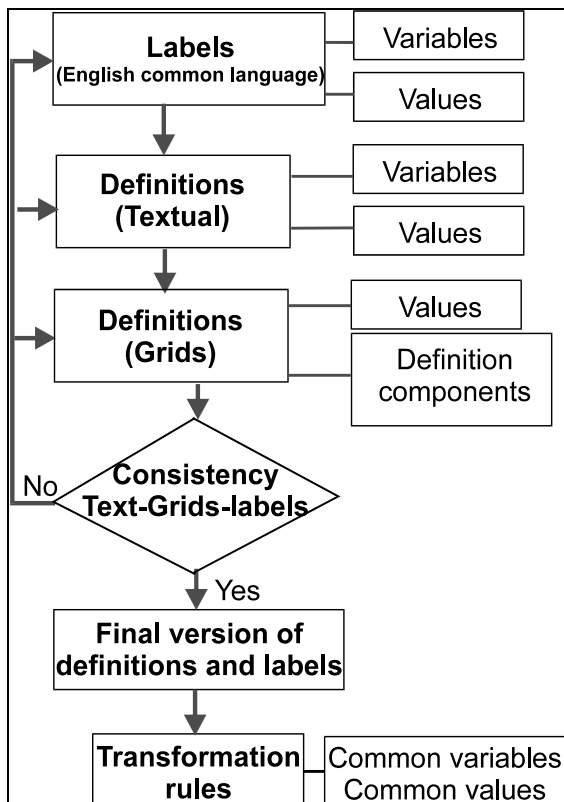 Labels
(English common language)
Variables
Values
Definitions
(Textual)
Variables
Values
Definitions
(Grids)
Values
Definition
components
Consistency
Text-Grids-labels
No
Yes
Final version of
definitions and labels
Transformation
rules
Common variables
Common values